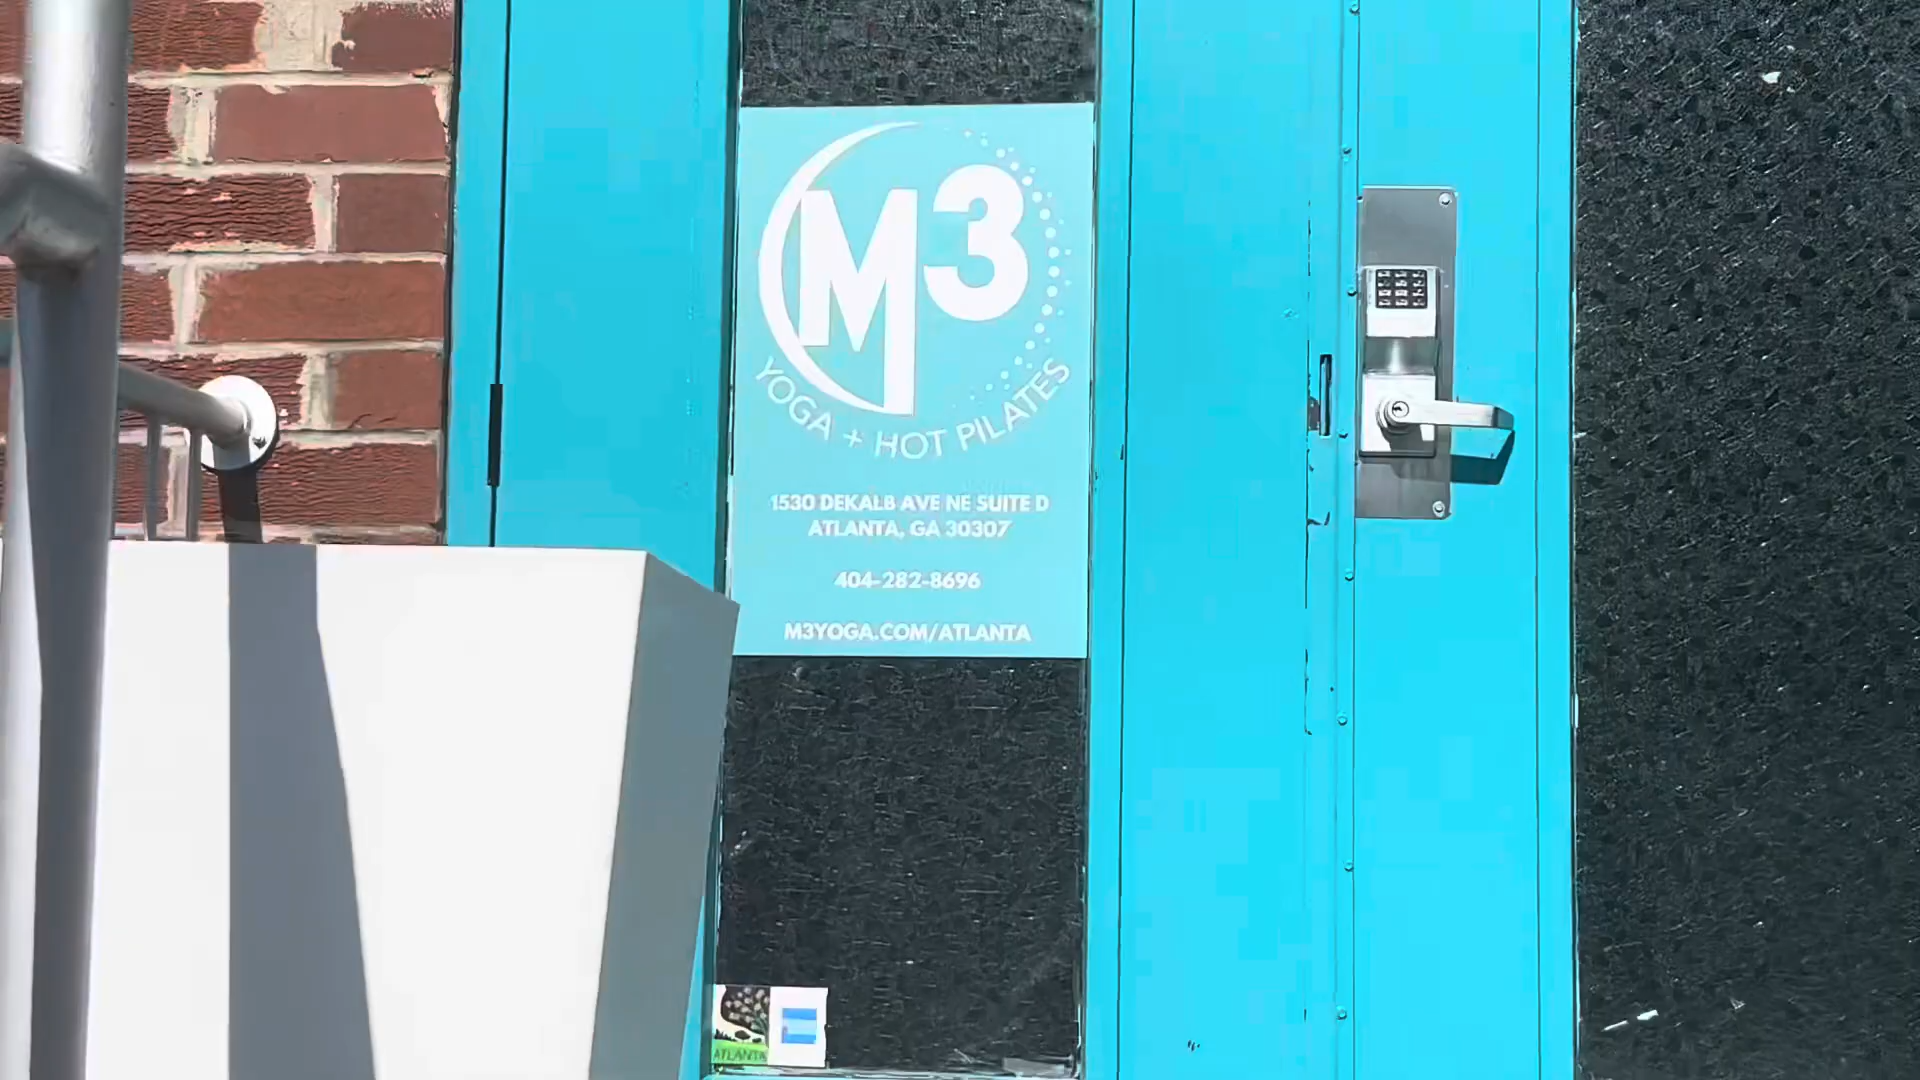 M3
YOGA + HOT PILATES
1530 DEKALB AVE NE SUITE D
ATLANTA, GA 30307
404-282-8696
M3YOGA.COM/ATLANTA
ATLANTA